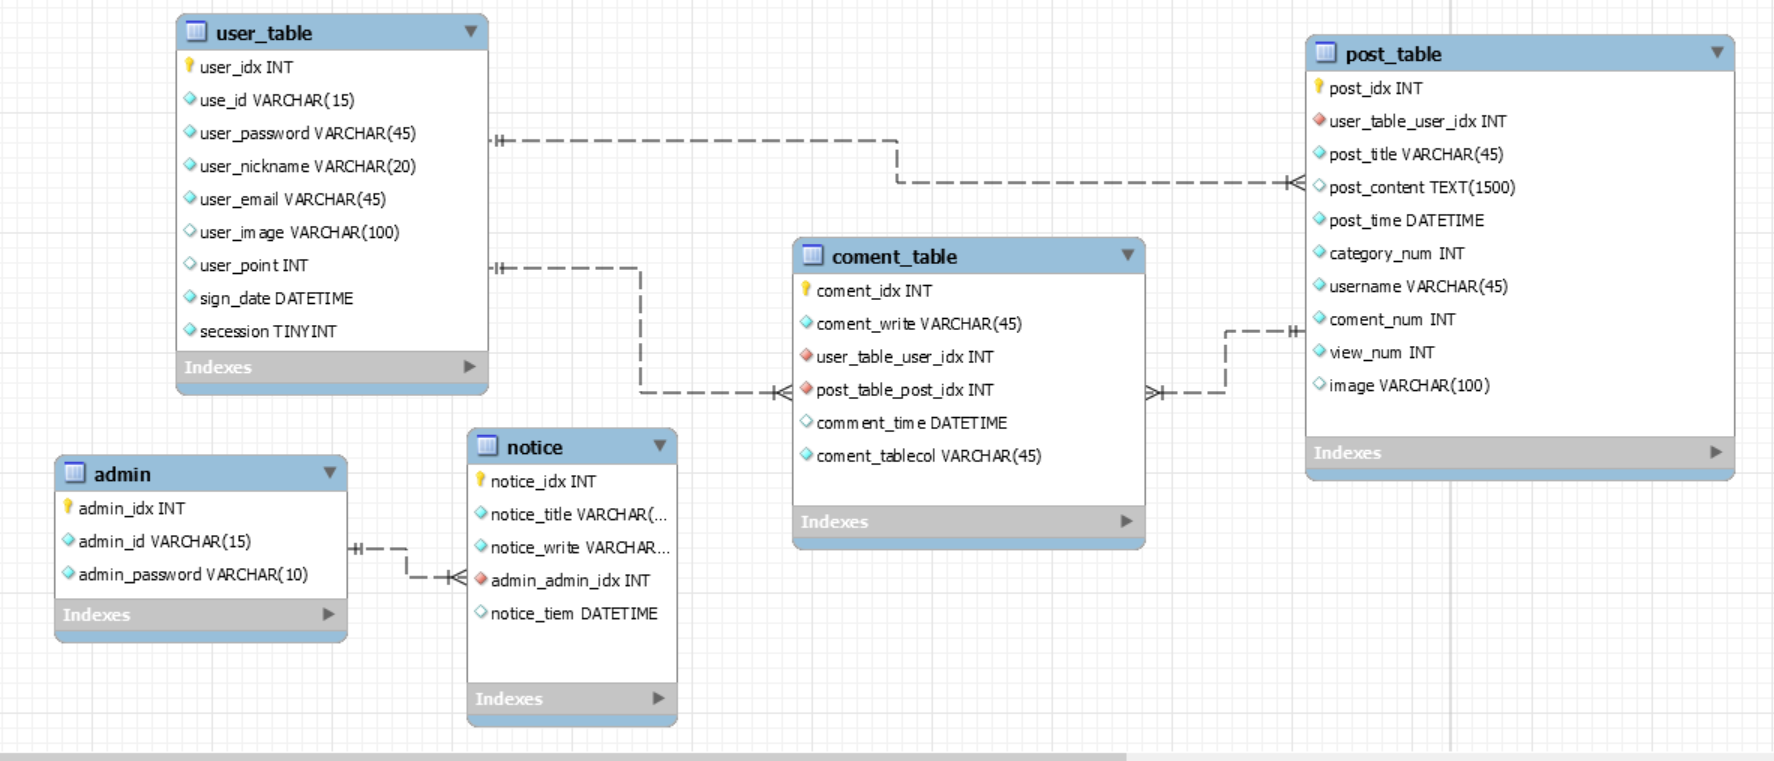 user_table
user_idx INT
use_id VARCHAR(15)
user_password VARCHAR(45)
user_nickname VARCHAR(20)
user_email VARCHAR(45)
user_image VARCHAR(100)
user_point INT
sign_date DATETIME
secession TINYINT
Indexes
post_table
post_idx INT
user_table_user_idx INT
post_title VARCHAR(45)
post_content TEXT(1500)
post_time DATETIME
category_num INT
username VARCHAR(45)
coment_num INT
view_num INT
image VARCHAR(100)
Indexes
coment_table
coment_idx INT
coment_write VARCHAR(45)
user_table_user_idx INT
post_table_post_idx INT
comment_time DATETIME
coment_tablecol VARCHAR(45)
Indexes
admin
admin_idx INT
admin_id VARCHAR(15)
admin_password VARCHAR(10)
Indexes
notice
notice_idx INT
notice_title VARCHAR(...
notice_write VARCHAR...
admin_admin_idx INT
notice_tiem DATETIME
Indexes